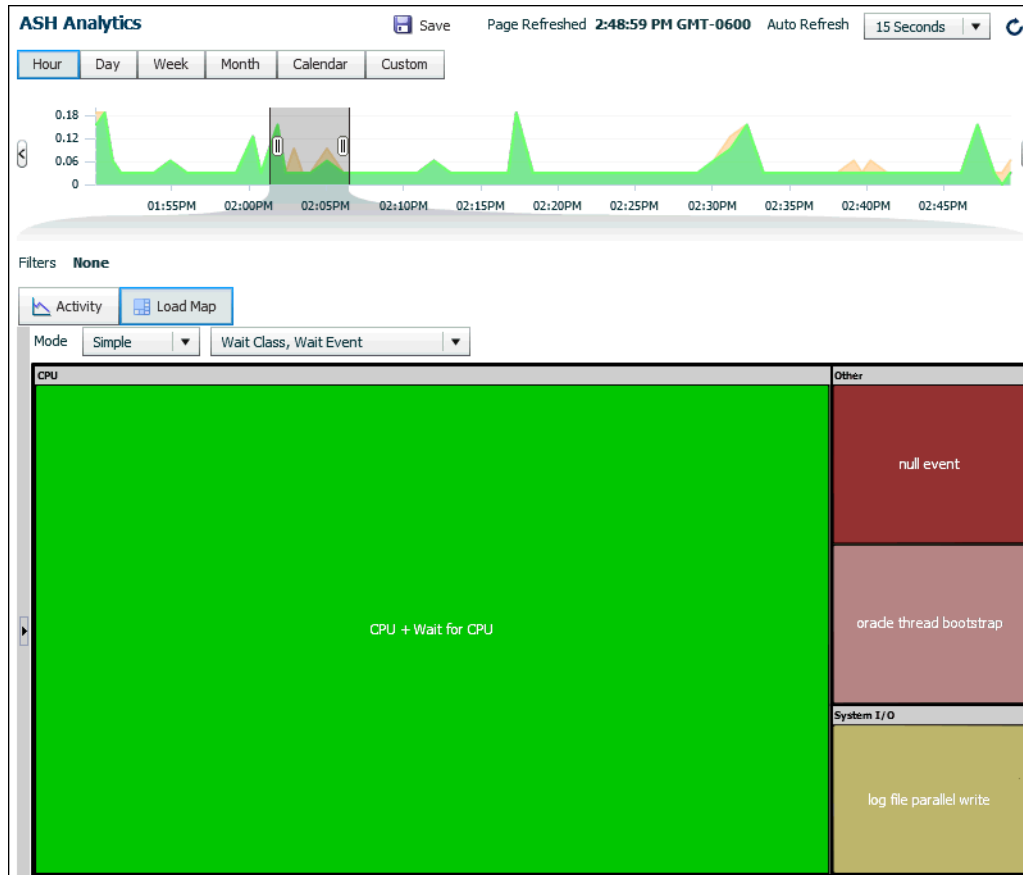 ASH Analytics Save Page Refreshed 2:48:59 PM GMT-0600 Auto Refresh 15 Seconds
Hour Day Week Month Calendar Custom
0.18
0.12
0.06
0
01:55PM 02:00PM 02:05PM 02:10PM 02:15PM 02:20PM 02:25PM 02:30PM 02:35PM 02:40PM 02:45PM
Filters None
Activity Load Map
Mode Simple Wait Class, Wait Event
CPU Other
null event
oracle thread bootstrap
CPU + Wait for CPU
System I/O
log file parallel write